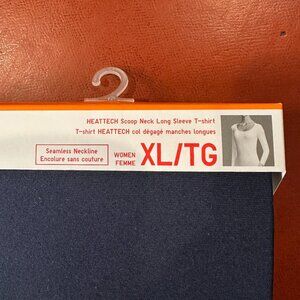 HEATTECH Scoop Neck Long Sleeve T-shirt
T-shirt HEATTECH col dégagé manches longues
Seamless Neckline
Encolure sans couture
WOMEN
FEMME
XL/TG